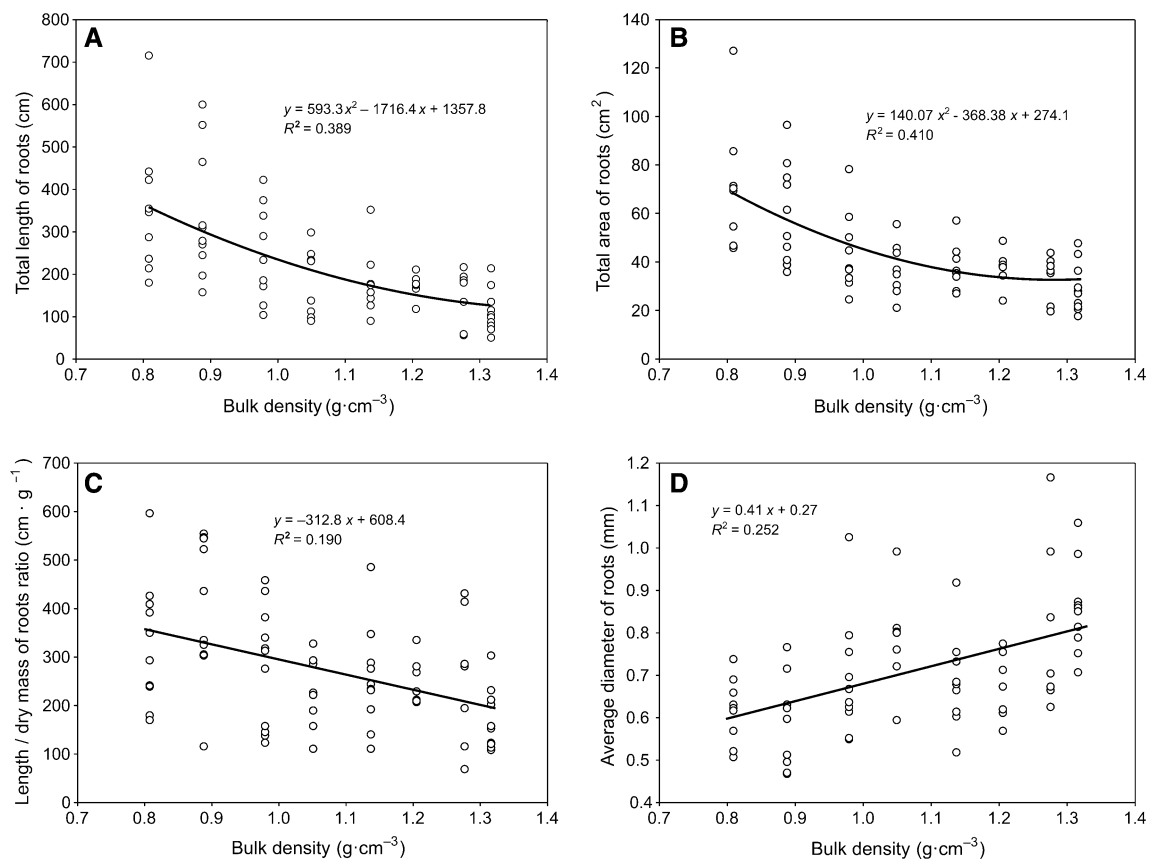 A
y = 593.3x² – 1716.4 x + 1357.8
R² = 0.389
Total length of roots (cm)
800
700
600
500
400
300
200
100
0
0.7 0.8 0.9 1.0 1.1 1.2 1.3 1.4
Bulk density (g·cm⁻³)
B
y = 140.07 x² - 368.38 x + 274.1
R² = 0.410
Total area of roots (cm²)
140
120
100
80
60
40
20
0
0.7 0.8 0.9 1.0 1.1 1.2 1.3 1.4
Bulk density (g·cm⁻³)
C
y = –312.8 x + 608.4
R² = 0.190
Length / dry mass of roots ratio (cm · g⁻¹)
700
600
500
400
300
200
100
0
0.7 0.8 0.9 1.0 1.1 1.2 1.3 1.4
Bulk density (g·cm⁻³)
D
y = 0.41 x + 0.27
R² = 0.252
Average diameter of roots (mm)
1.2
1.1
1.0
0.9
0.8
0.7
0.6
0.5
0.4
0.7 0.8 0.9 1.0 1.1 1.2 1.3 1.4
Bulk density (g·cm⁻³)